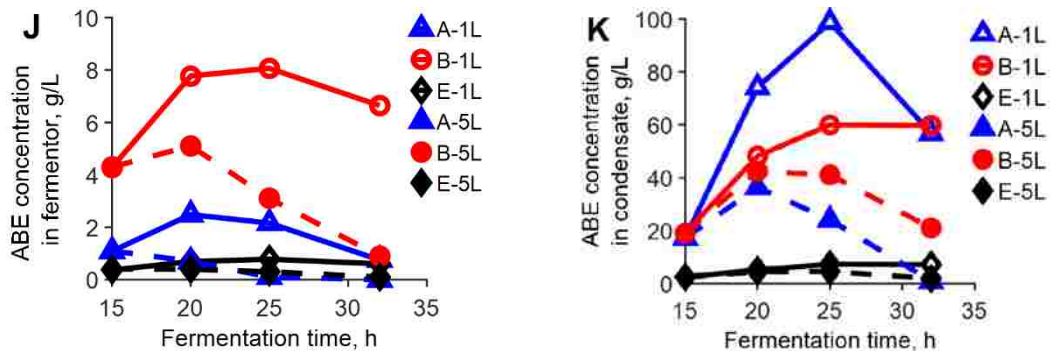 J
ABE concentration
in fermentor, g/L
10
8
6
4
2
0
15 20 25 30 35
Fermentation time, h
A-1L
B-1L
E-1L
A-5L
B-5L
E-5L
K
ABE concentration
in condensate, g/L
100
80
60
40
20
0
15 20 25 30 35
Fermentation time, h
A-1L
B-1L
E-1L
A-5L
B-5L
E-5L